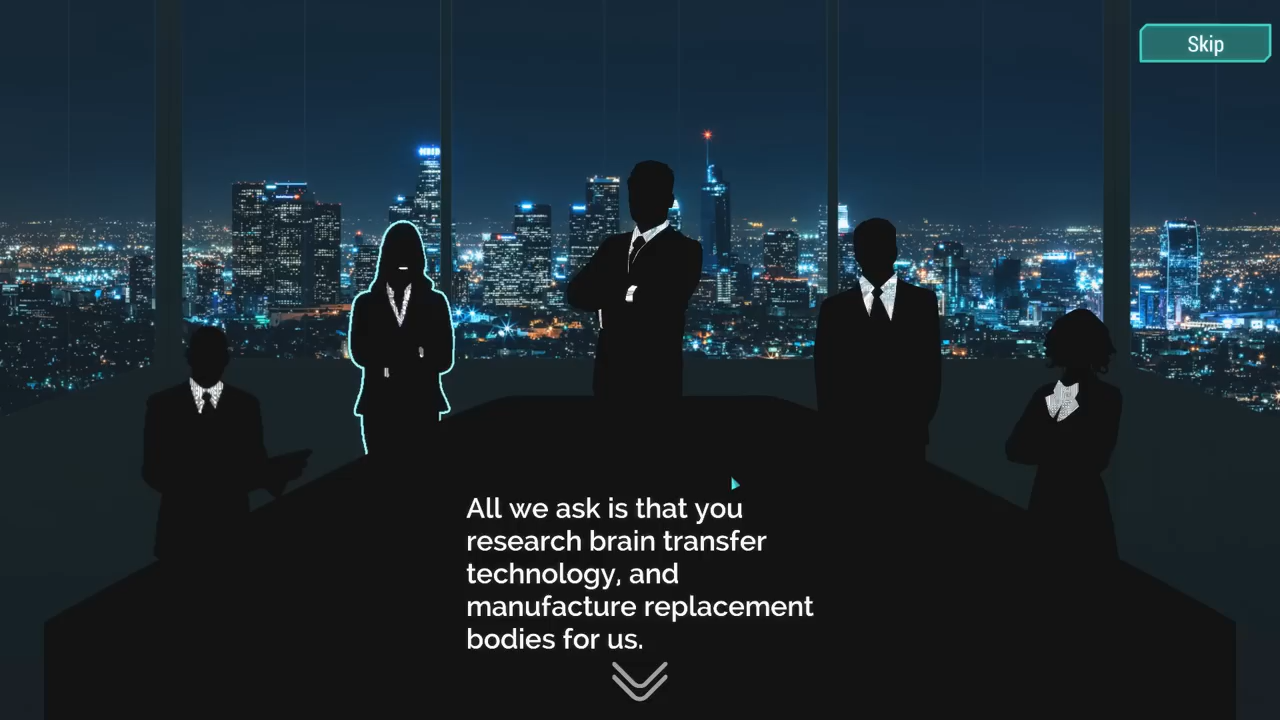 Skip
All we ask is that you
research brain transfer
technology, and
manufacture replacement
bodies for us.